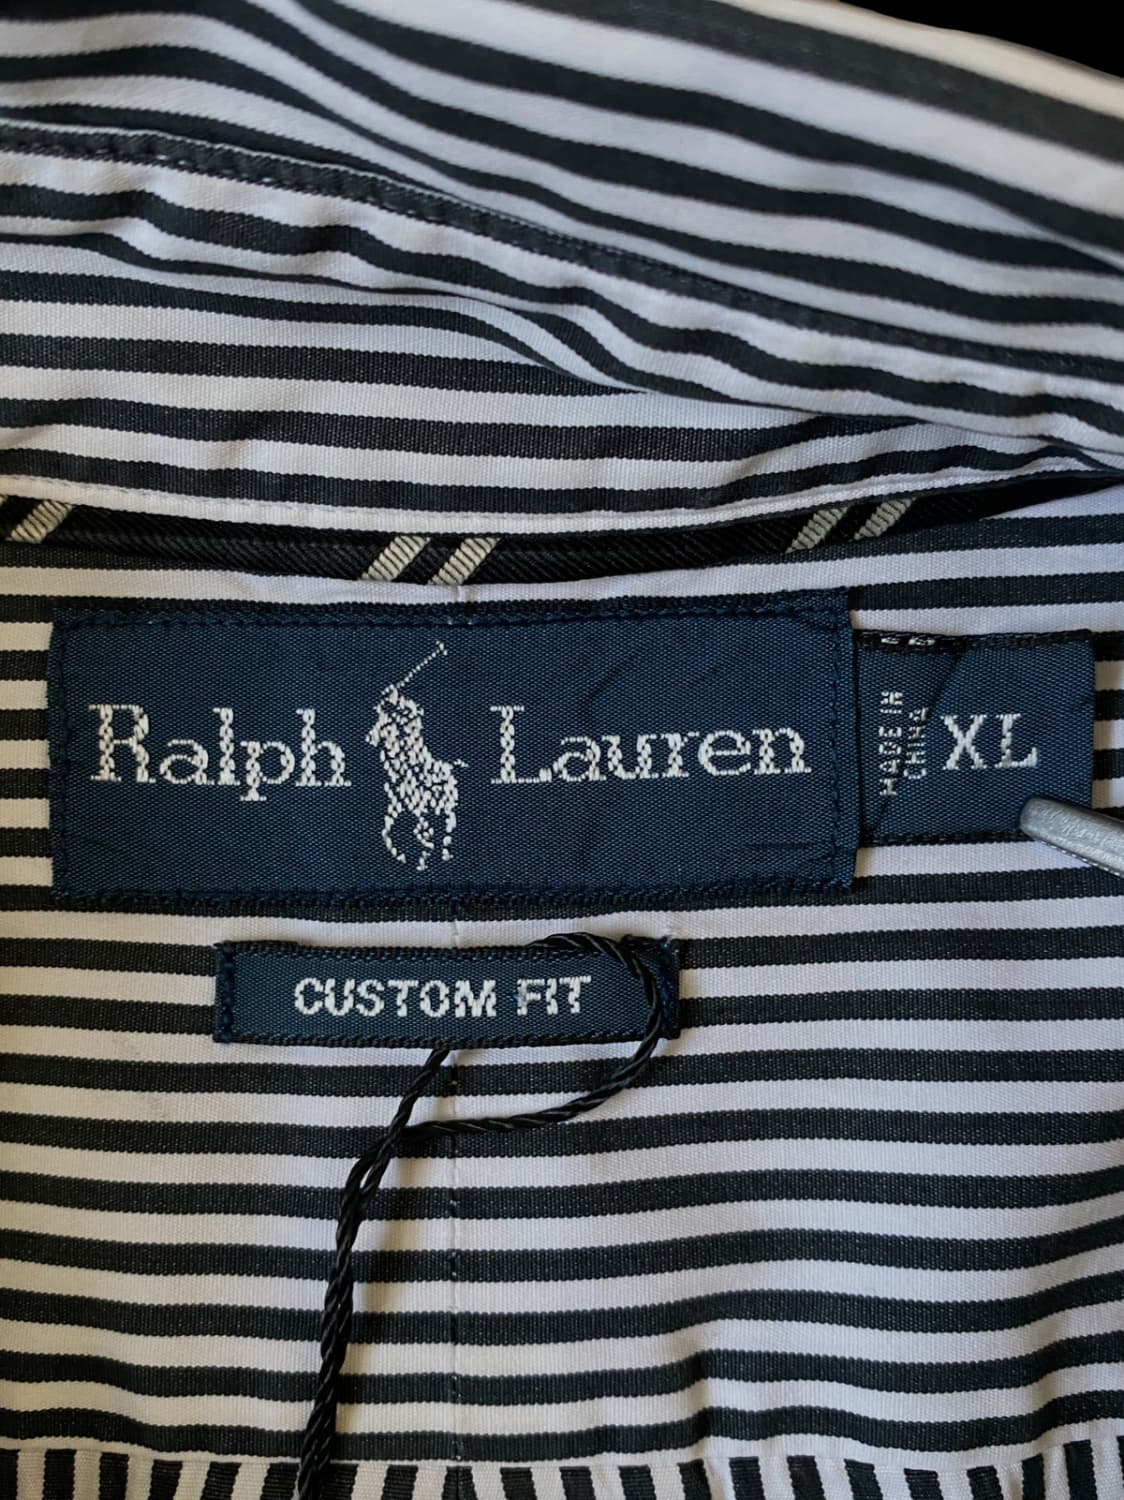 Ralph Lauren
MADE IN
CHINA
XL
CUSTOM FIT